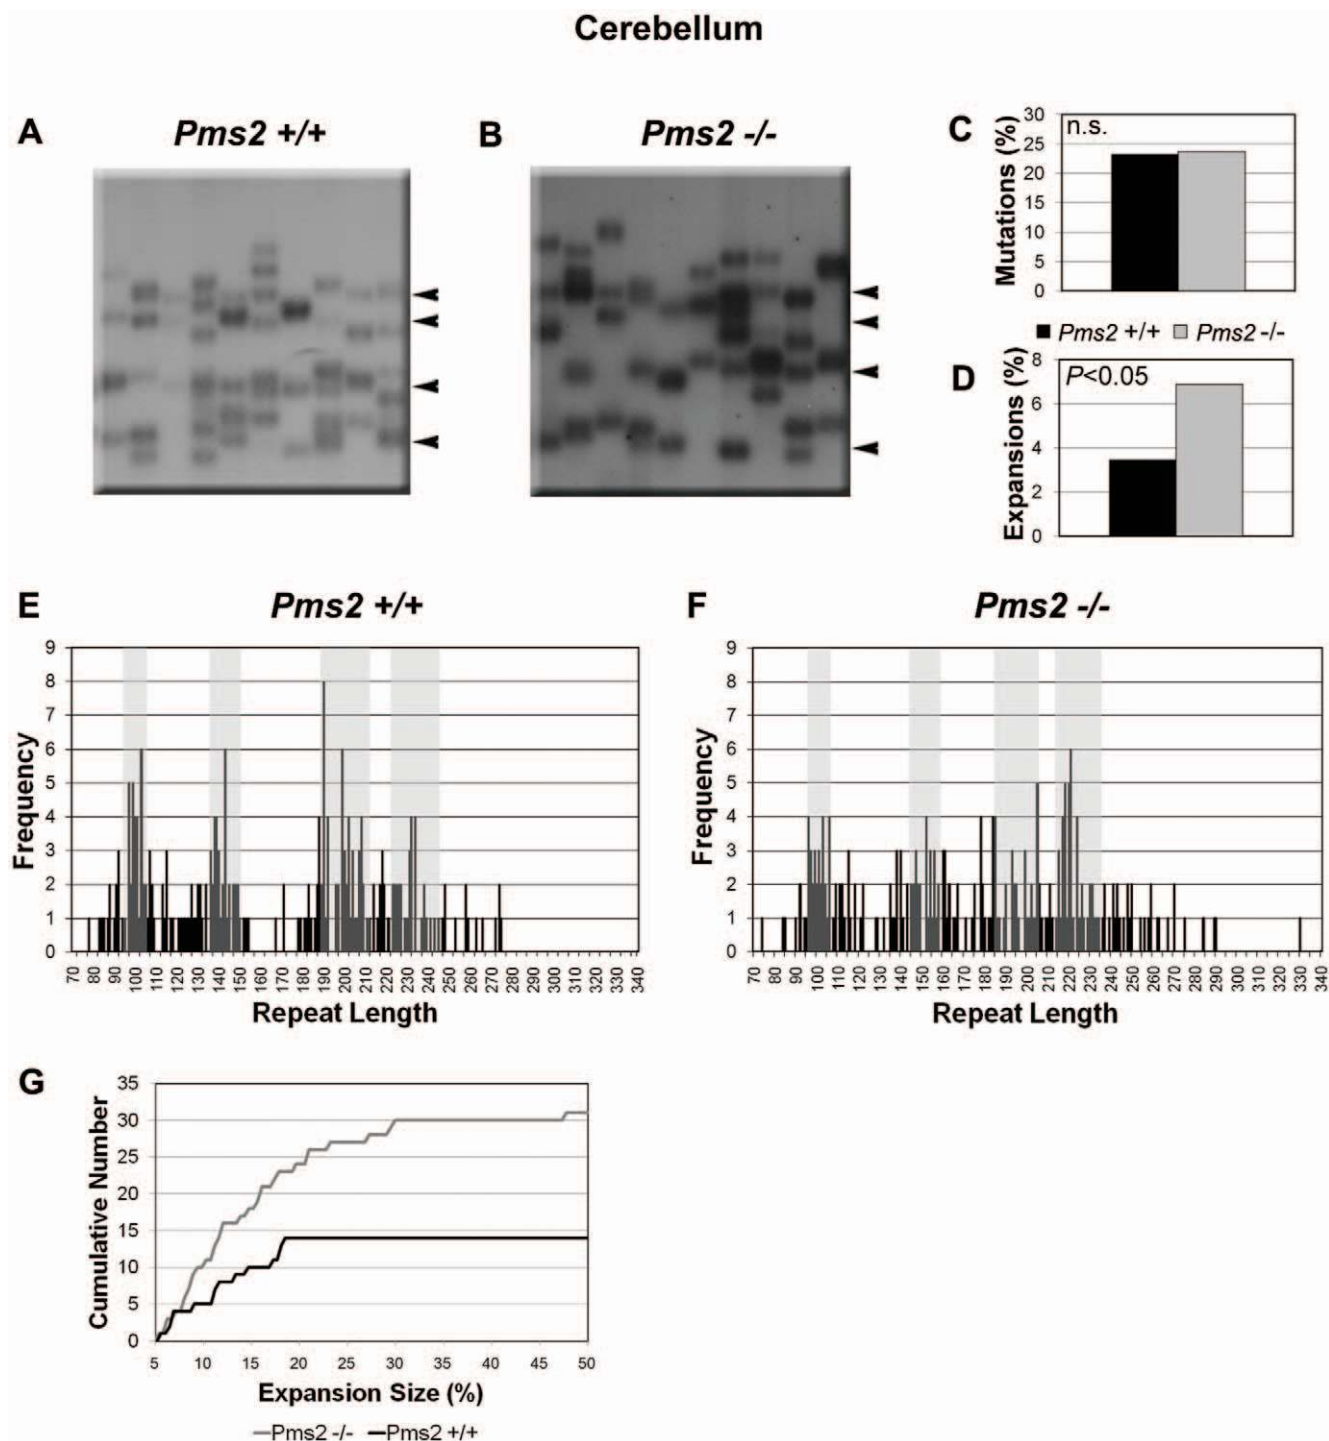 Cerebellum
A
Pms2 +/+
B
Pms2 -/-
C
Mutations (%)
30
25
20
15
10
5
0
n.s.
Pms2 +/+ Pms2 -/-
D
Expansions (%)
8
6
4
2
0
P<0.05
E
Pms2 +/+
Frequency
9
8
7
6
5
4
3
2
1
0
70 80 90 100 110 120 130 140 150 160 170 180 190 200 210 220 230 240 250 260 270 280 290 300 310 320 330 340
Repeat Length
F
Pms2 -/-
Frequency
9
8
7
6
5
4
3
2
1
0
70 80 90 100 110 120 130 140 150 160 170 180 190 200 210 220 230 240 250 260 270 280 290 300 310 320 330 340
Repeat Length
G
Cumulative Number
35
30
25
20
15
10
5
0
5 10 15 20 25 30 35 40 45 50
Expansion Size (%)
Pms2 -/- Pms2 +/+